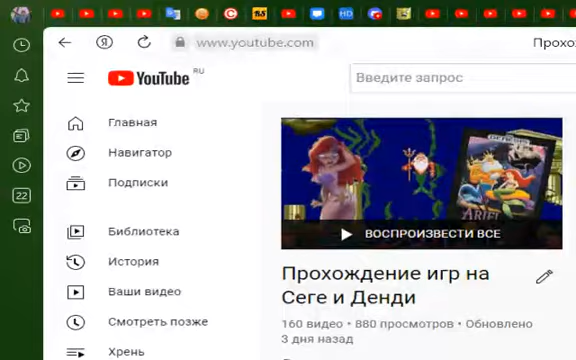 Я
www.youtube.com
Прохо
YouTube RU
Введите запрос
Главная
Навигатор
Подписки
ARIEL
ВОСПРОИЗВЕСТИ ВСЕ
Библиотека
История
Прохождение игр на
Сеге и Денди
22
Ваши видео
Смотреть позже
160 видео • 880 просмотров • Обновлено
3 дня назад
Хрень
HD